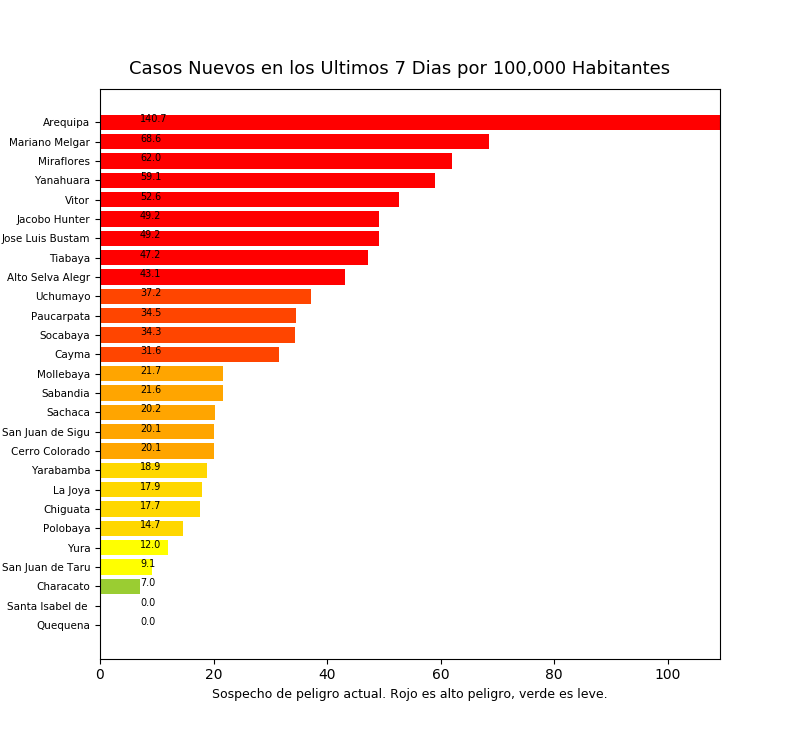 Casos Nuevos en los Ultimos 7 Dias por 100,000 Habitantes
Arequipa 140.7
Mariano Melgar 68.6
Miraflores 62.0
Yanahuara 59.1
Vitor 52.6
Jacobo Hunter 49.2
Jose Luis Bustam 49.2
Tiabaya 47.2
Alto Selva Alegr 43.1
Uchumayo 37.2
Paucarpata 34.5
Socabaya 34.3
Cayma 31.6
Mollebaya 21.7
Sabandia 21.6
Sachaca 20.2
San Juan de Sigu 20.1
Cerro Colorado 20.1
Yarabamba 18.9
La Joya 17.9
Chiguata 17.7
Polobaya 14.7
Yura 12.0
San Juan de Taru 9.1
Characato 7.0
Santa Isabel de 0.0
Quequena 0.0
0 20 40 60 80 100
Sospecho de peligro actual. Rojo es alto peligro, verde es leve.